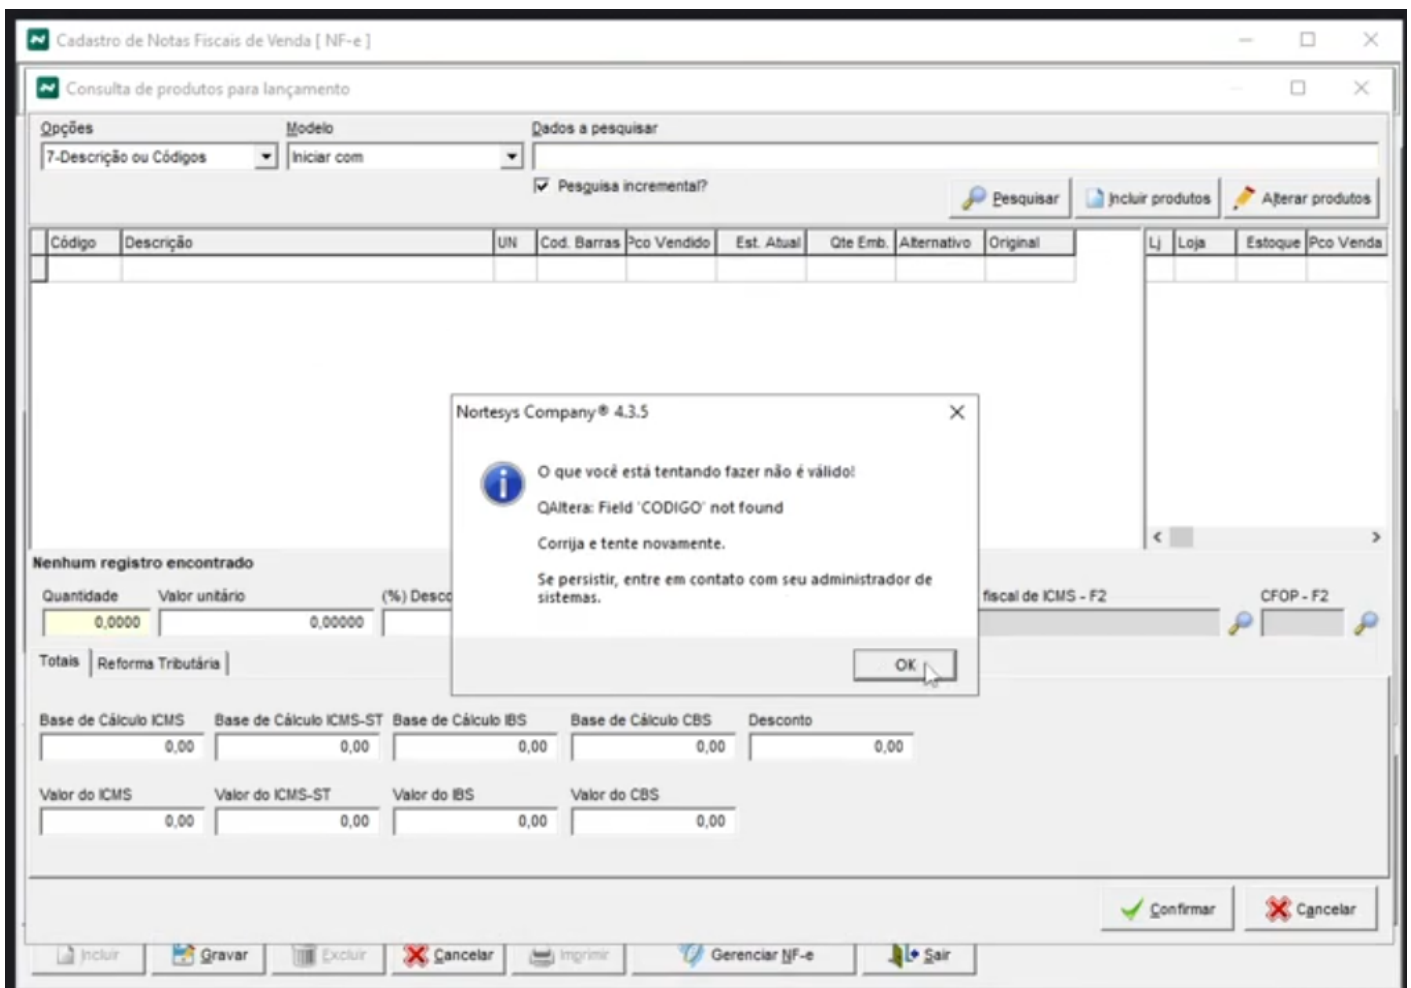 Cadastro de Notas Fiscais de Venda [ NF-e ]
Consulta de produtos para lançamento
Opções Modelo Dados a pesquisar
7-Descrição ou Códigos Iniciar com
Pesquisa incremental?
Pesquisar Incluir produtos Alterar produtos
Código Descrição UN Cod. Barras Pco Vendido Est. Atual Qte Emb. Alternativo Original Lj Loja Estoque Pco Venda
Nortesys Company® 4.3.5
O que você está tentando fazer não é válido!
QAltera: Field 'CODIGO' not found
Corrija e tente novamente.
Se persistir, entre em contato com seu administrador de
sistemas.
OK
Nenhum registro encontrado
Quantidade Valor unitário (%) Desco fiscal de ICMS - F2 CFOP - F2
0,0000 0,00000
Totais Reforma Tributária
Base de Cálculo ICMS Base de Cálculo ICMS-ST Base de Cálculo IBS Base de Cálculo CBS Desconto
0,00 0,00 0,00 0,00 0,00
Valor do ICMS Valor do ICMS-ST Valor do IBS Valor do CBS
0,00 0,00 0,00 0,00
Confirmar Cancelar
Incluir Gravar Excluir Cancelar Imprimir Gerenciar NF-e Sair